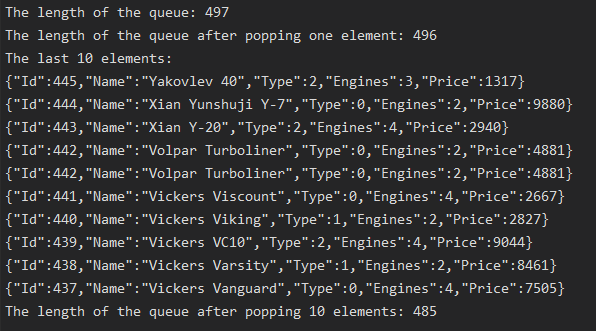 The length of the queue: 497
The length of the queue after popping one element: 496
The last 10 elements:
{"Id":445,"Name":"Yakovlev 40","Type":2,"Engines":3,"Price":1317}
{"Id":444,"Name":"Xian Yunshuji Y-7","Type":0,"Engines":2,"Price":9880}
{"Id":443,"Name":"Xian Y-20","Type":2,"Engines":4,"Price":2940}
{"Id":442,"Name":"Volpar Turboliner","Type":0,"Engines":2,"Price":4881}
{"Id":442,"Name":"Volpar Turboliner","Type":0,"Engines":2,"Price":4881}
{"Id":441,"Name":"Vickers Viscount","Type":0,"Engines":4,"Price":2667}
{"Id":440,"Name":"Vickers Viking","Type":1,"Engines":2,"Price":2827}
{"Id":439,"Name":"Vickers VC10","Type":2,"Engines":4,"Price":9044}
{"Id":438,"Name":"Vickers Varsity","Type":1,"Engines":2,"Price":8461}
{"Id":437,"Name":"Vickers Vanguard","Type":0,"Engines":4,"Price":7505}
The length of the queue after popping 10 elements: 485